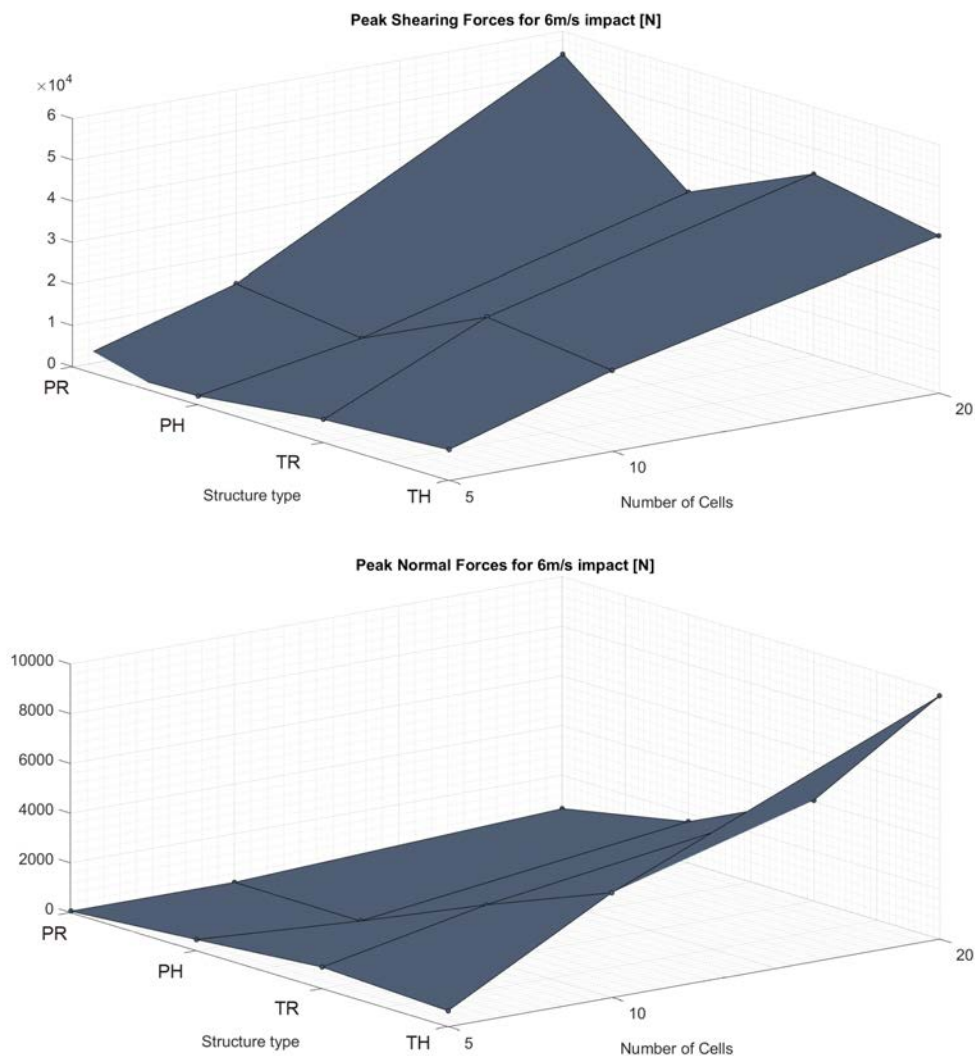 Peak Shearing Forces for 6m/s impact [N]
×10⁴
6
5
4
3
2
1
0
PR
PH
TR
TH
5
10
20
Structure type
Number of Cells
Peak Normal Forces for 6m/s impact [N]
10000
8000
6000
4000
2000
0
PR
PH
TR
TH
5
10
20
Structure type
Number of Cells